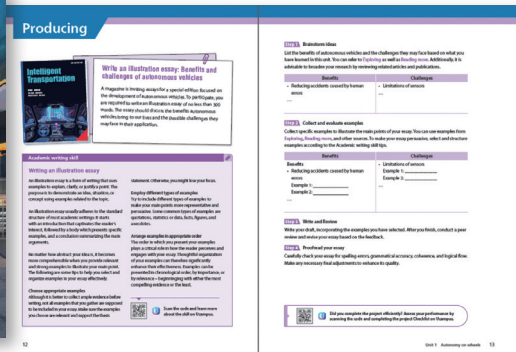 Producing
Intelligent
Transportation
Write an illustration essay: Benefits and
challenges of autonomous vehicles
A magazine is inviting essays for a special edition focused on
the development of autonomous vehicles. To participate, you
are required to write an illustration essay of no less than 300
words. The essay should discuss the benefits autonomous
vehicles bring to our lives and the possible challenges they
may face in their application.
Academic writing skill
Writing an illustration essay
An illustration essay is a form of writing that uses
examples to explain, clarify, or justify a point. The
purpose is to demonstrate an idea, situation, or
concept using examples related to the topic.
An illustration essay usually adheres to the standard
structure of most academic writings: it starts
with an introduction that captivates the reader's
interest, followed by a body which presents specific
examples, and a conclusion summarizing the main
arguments.
No matter how abstract your idea is, it becomes
more comprehensible when you provide relevant
and strong examples to illustrate your main point.
The following are some tips to help you select and
organize examples in your essay effectively.
Choose appropriate examples
Although it is better to collect ample evidence before
writing, not all examples that you gather are supposed
to be included in your essay. Make sure the examples
you choose are relevant and support the thesis
statement. Otherwise, you might lose your focus.
Employ different types of examples
Try to include different types of examples to
make your main points more representative and
persuasive. Some common types of examples are
quotations, statistics or data, facts, figures, and
anecdotes.
Arrange examples in appropriate order
The order in which you present your examples
plays a critical role in how the reader perceives and
engages with your essay. Thoughtful organization
of your examples can therefore significantly
enhance their effectiveness. Examples can be
presented in chronological order, by importance, or
by relevance – beginning with either the most
compelling evidence or the least.
Scan the code and learn more
about the skill on Unipus.
12
Step 1 Brainstorm ideas
List the benefits of autonomous vehicles and the challenges they may face based on what you
have learned in this unit. You can refer to Exploring as well as Reading more. Additionally, it is
advisable to broaden your research by reviewing related articles and publications.
Benefits Challenges
• Reducing accidents caused by human • Limitations of sensors
errors ...
...
Step 2 Collect and evaluate examples
Collect specific examples to illustrate the main points of your essay. You can use examples from
Exploring, Reading more, and other sources. To make your essay persuasive, select and structure
examples according to the Academic writing skill tips.
Benefits Challenges
Benefits • Limitations of sensors
• Reducing accidents caused by human Example 1:
errors Example 2:
Example 1: ...
Example 2:
...
Step 3 Write and Review
Write your draft, incorporating the examples you have selected. After you finish, conduct a peer
review and revise your essay based on the feedback.
Step 4 Proofread your essay
Carefully check your essay for spelling errors, grammatical accuracy, coherence, and logical flow.
Make any necessary final adjustments to enhance its quality.
Did you complete the project efficiently? Assess your performance by
scanning the code and completing the project Checklist on Unipus.
Unit 1 Autonomy on wheels 13